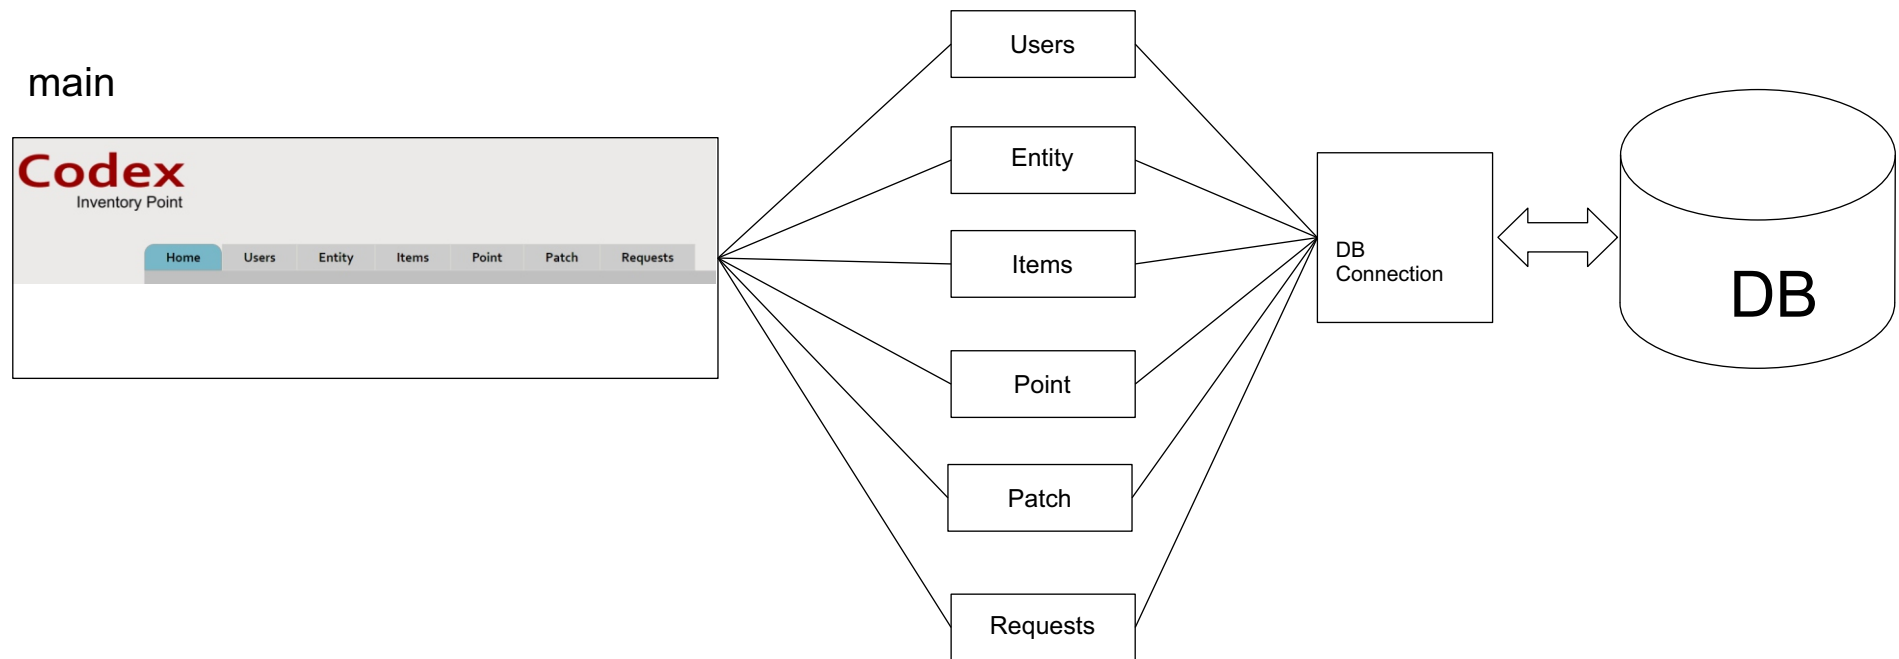 main
Codex
Inventory Point
Home Users Entity Items Point Patch Requests
Users
Entity
Items
Point
Patch
Requests
DB
Connection
DB